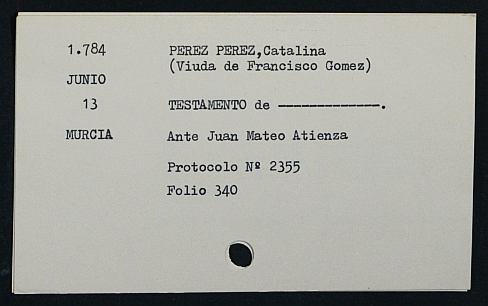 1.784 PEREZ PEREZ,Catalina
(Viuda de Francisco Gomez)
JUNIO
13 TESTAMENTO de —————————————.
MURCIA Ante Juan Mateo Atienza
Protocolo Nº 2355
Folio 340